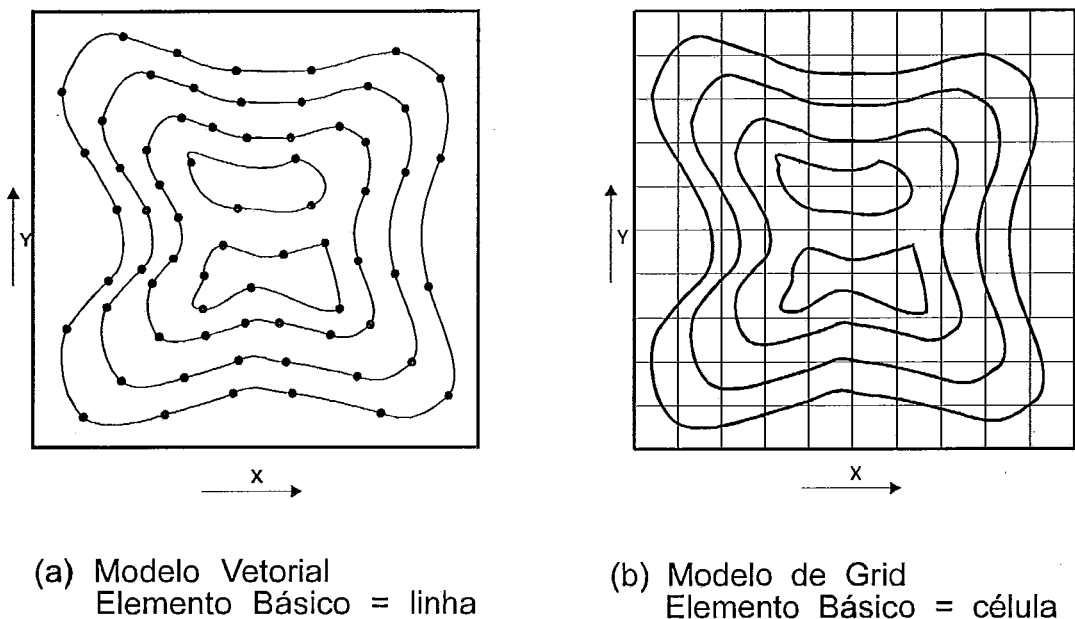 Y
X
(a) Modelo Vetorial
Elemento Básico = linha
Y
X
(b) Modelo de Grid
Elemento Básico = célula